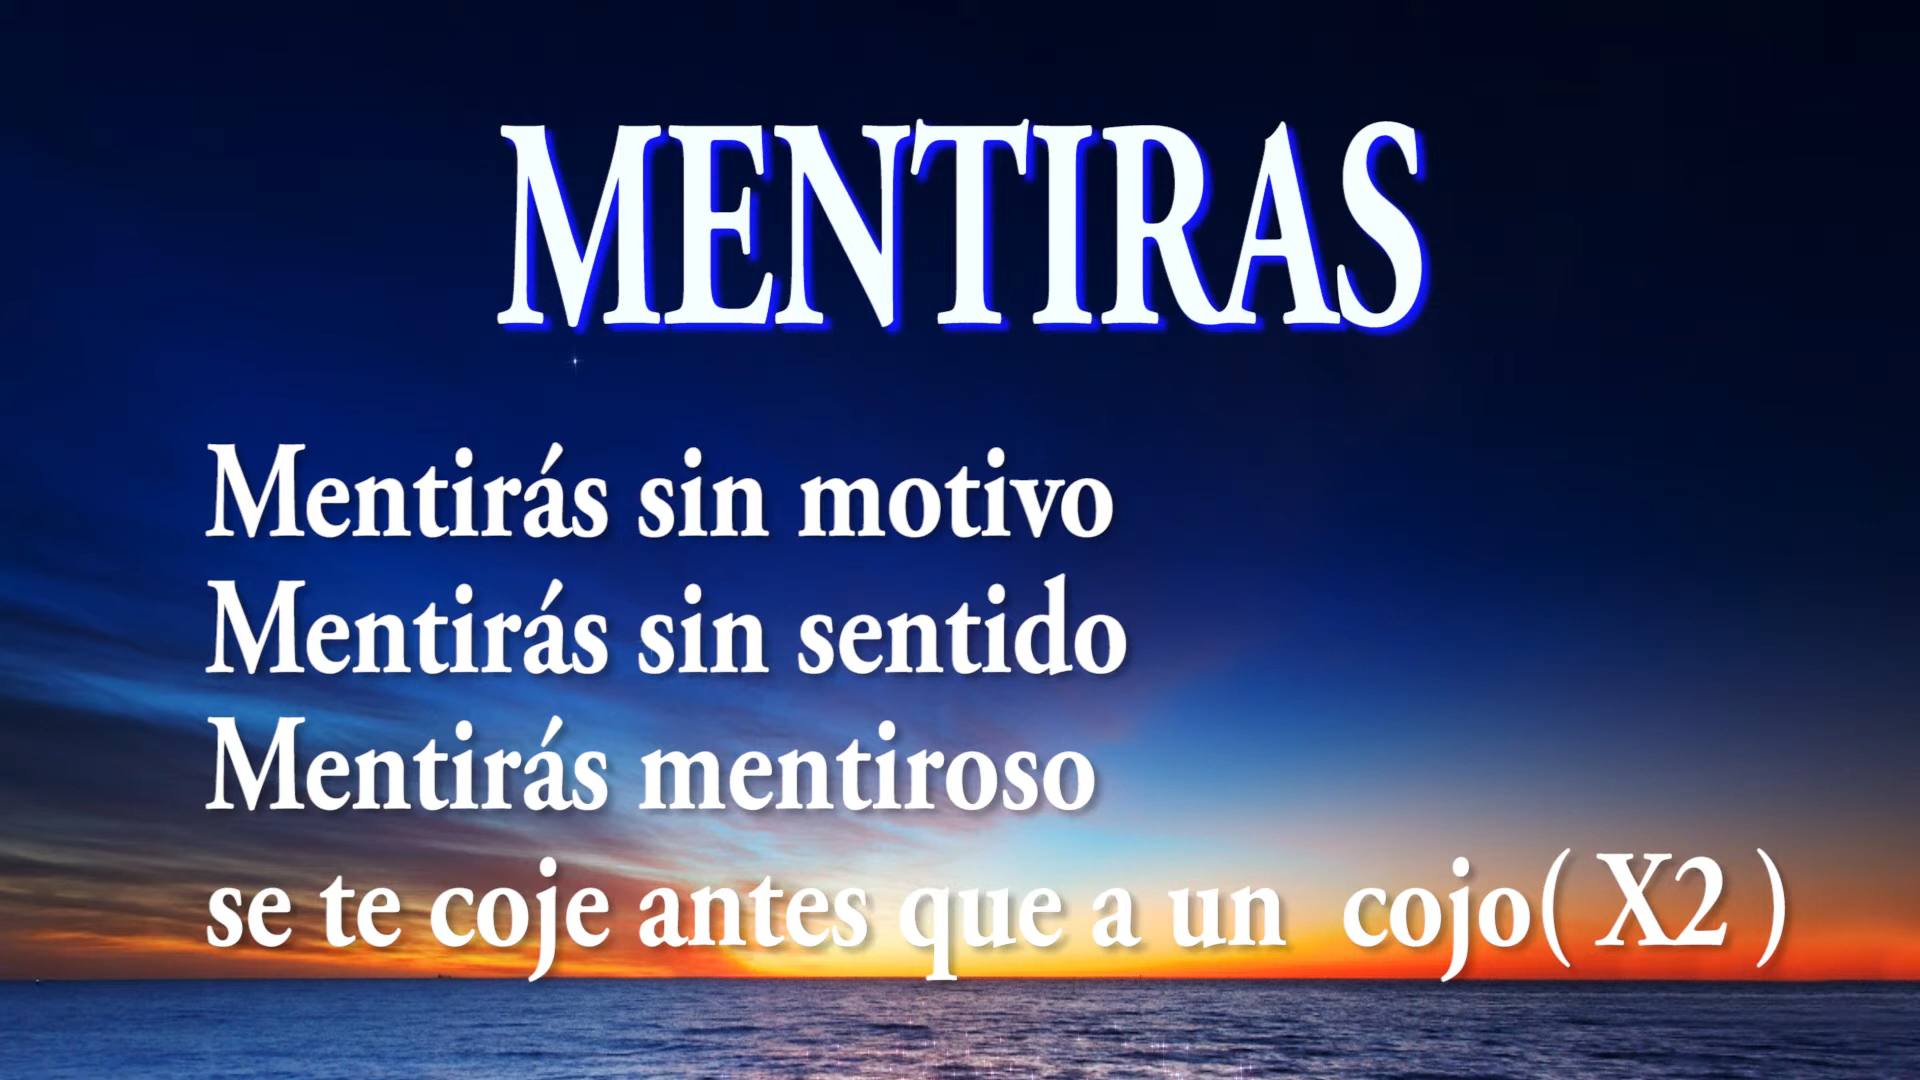 MENTIRAS
Mentirás sin motivo
Mentirás sin sentido
Mentirás mentiroso
se te coje antes que a un cojo( X2 )